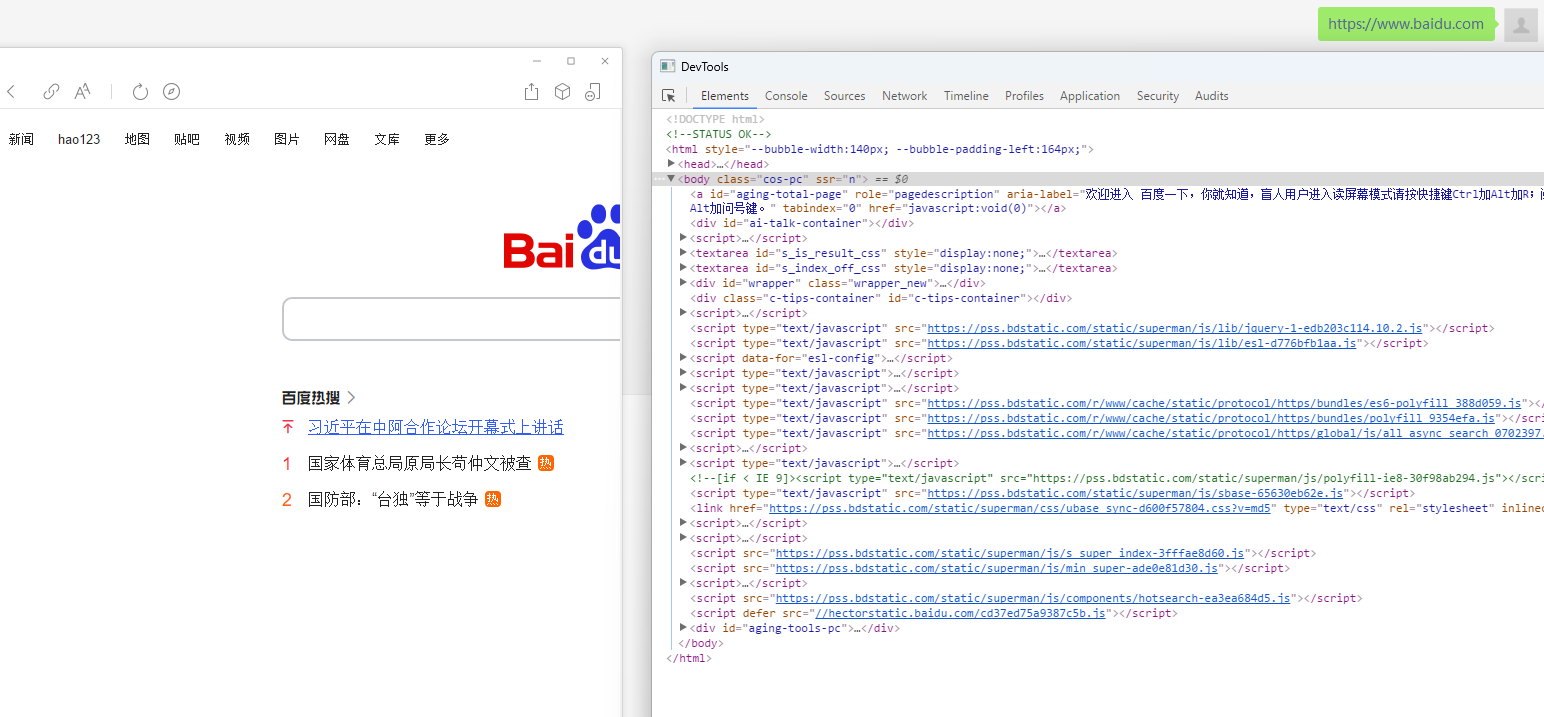 https://www.baidu.com
新闻 hao123 地图 贴吧 视频 图片 网盘 文库 更多
Bai du
百度热搜
习近平在中阿合作论坛开幕式上讲话
1 国家体育总局原局长苟仲文被查 热
2 国防部：“台独”等于战争 热
DevTools
Elements Console Sources Network Timeline Profiles Application Security Audits
<!DOCTYPE html>
<!--STATUS OK-->
<html style="--bubble-width:140px; --bubble-padding-left:164px;">
<head>…</head>
<body class="cos-pc" ssr="n"> == $0
<a id="aging-total-page" role="pagedescription" aria-label="欢迎进入 百度一下，你就知道，盲人用户进入读屏幕模式请按快捷键Ctrl加Alt加R；
Alt加问号键。" tabindex="0" href="javascript:void(0)"></a>
<div id="ai-talk-container"></div>
<script>…</script>
<textarea id="s_is_result_css" style="display:none;">…</textarea>
<textarea id="s_index_off_css" style="display:none;">…</textarea>
<div id="wrapper" class="wrapper_new">…</div>
<div class="c-tips-container" id="c-tips-container"></div>
<script>…</script>
<script type="text/javascript" src="https://pss.bdstatic.com/static/superman/js/lib/jquery-1-edb203c114.10.2.js"></script>
<script type="text/javascript" src="https://pss.bdstatic.com/static/superman/js/lib/esl-d776bfb1aa.js"></script>
<script data-for="esl-config">…</script>
<script type="text/javascript">…</script>
<script type="text/javascript">…</script>
<script type="text/javascript" src="https://pss.bdstatic.com/r/www/cache/static/protocol/https/bundles/es6-polyfill_388d059.js"></
<script type="text/javascript" src="https://pss.bdstatic.com/r/www/cache/static/protocol/https/bundles/polyfill_9354efa.js"></scri
<script type="text/javascript" src="https://pss.bdstatic.com/r/www/cache/static/protocol/https/global/js/all_async_search_0702397.
<script>…</script>
<script type="text/javascript">…</script>
<!--[if < IE 9]><script type="text/javascript" src="https://pss.bdstatic.com/static/superman/js/polyfill-ie8-30f98ab294.js"></scri
<script type="text/javascript" src="https://pss.bdstatic.com/static/superman/js/sbase-65630eb62e.js"></script>
<link href="https://pss.bdstatic.com/static/superman/css/ubase_sync-d600f57804.css?v=md5" type="text/css" rel="stylesheet" inlinec
<script>…</script>
<script>…</script>
<script src="https://pss.bdstatic.com/static/superman/js/s_super_index-3fffae8d60.js"></script>
<script src="https://pss.bdstatic.com/static/superman/js/min_super-ade0e81d30.js"></script>
<script>…</script>
<script src="https://pss.bdstatic.com/static/superman/js/components/hotsearch-ea3ea684d5.js"></script>
<script defer src="//hectorstatic.baidu.com/cd37ed75a9387c5b.js"></script>
<div id="aging-tools-pc">…</div>
</body>
</html>